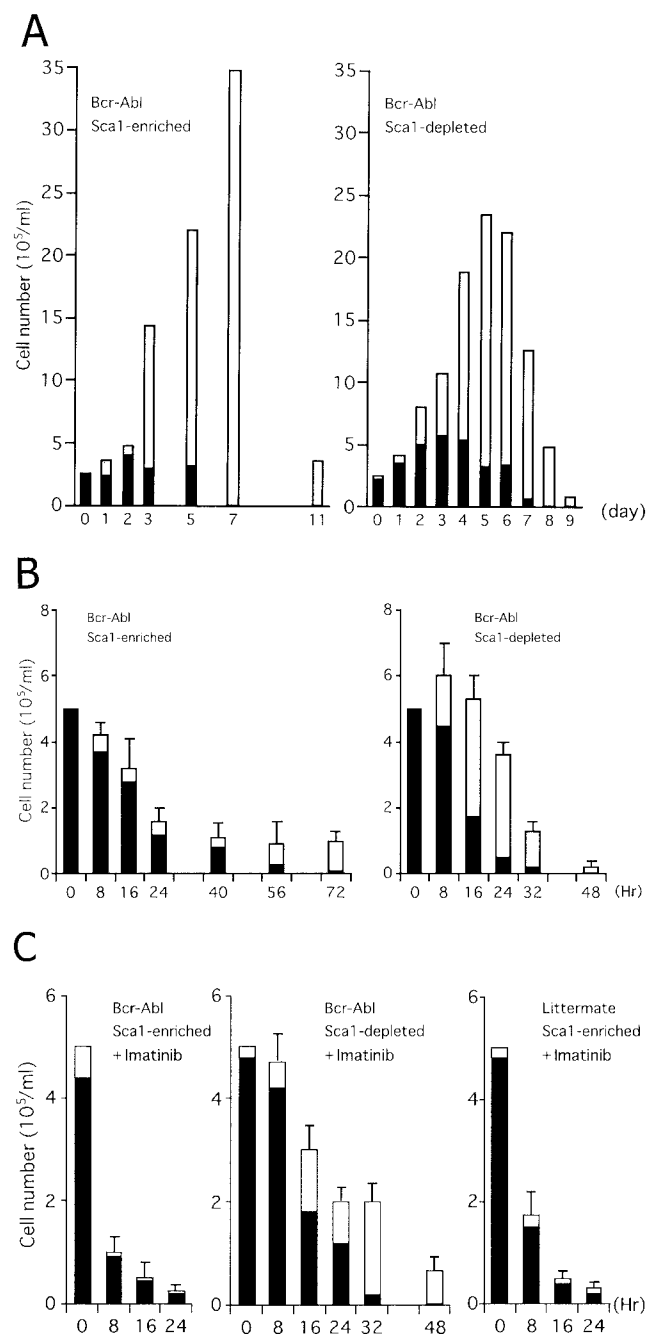 A
35
30
25
20
15
10
5
0
Cell number (10⁵/ml)
Bcr-Abl
Sca1-enriched
0 1 2 3 5 7 11
35
30
25
20
15
10
5
0
Bcr-Abl
Sca1-depleted
0 1 2 3 4 5 6 7 8 9 (day)
B
8
6
4
2
0
Cell number (10⁵/ml)
Bcr-Abl
Sca1-enriched
0 8 16 24 40 56 72
8
6
4
2
0
Bcr-Abl
Sca1-depleted
0 8 16 24 32 48 (Hr)
C
6
4
2
0
Cell number (10⁵/ml)
Bcr-Abl
Sca1-enriched
+ Imatinib
0 8 16 24
6
4
2
0
Bcr-Abl
Sca1-depleted
+ Imatinib
0 8 16 24 32 48
6
4
2
0
Littermate
Sca1-enriched
+ Imatinib
0 8 16 24 (Hr)